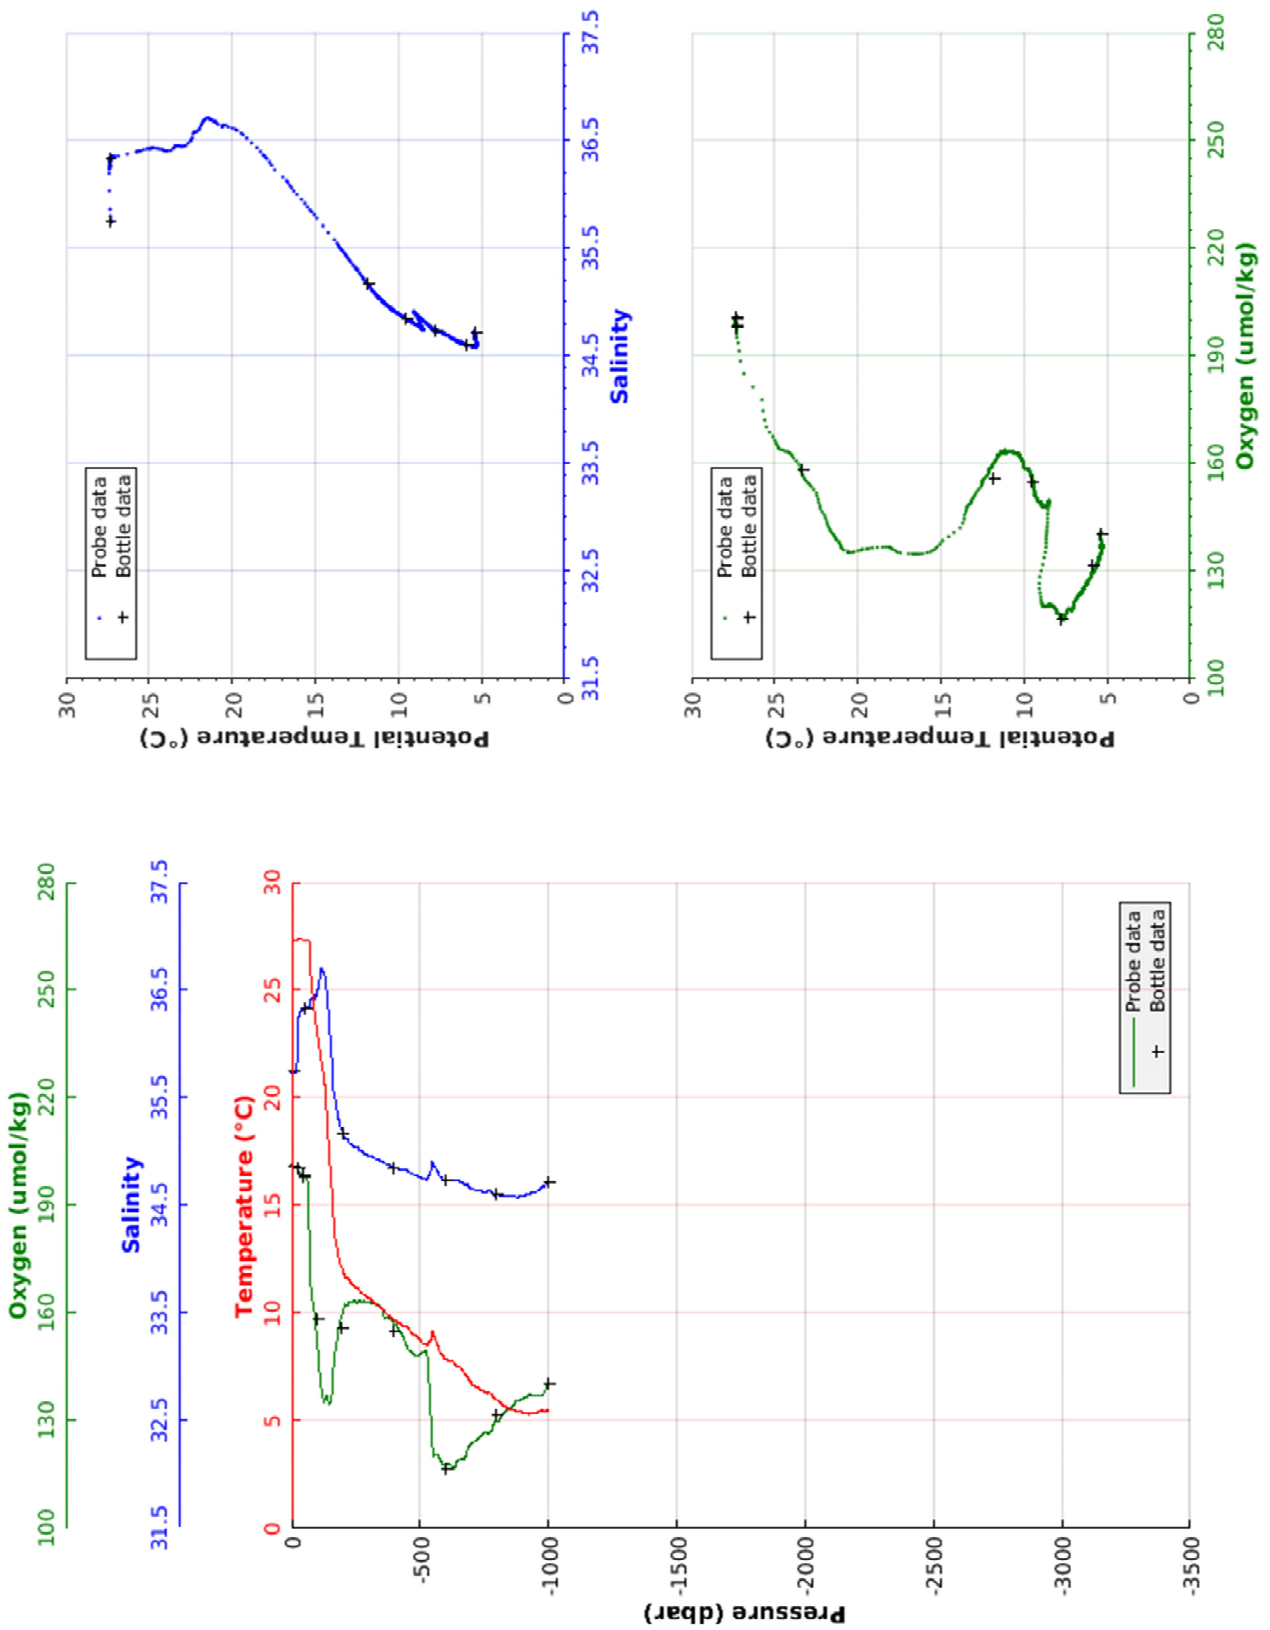 Oxygen (umol/kg)
100 130 160 190 220 250 280
Salinity
31.5 32.5 33.5 34.5 35.5 36.5 37.5
Temperature (°C)
0 5 10 15 20 25 30
0
-500
-1000
-1500
-2000
-2500
-3000
-3500
Pressure (dbar)
Probe data
Bottle data
30
25
20
15
10
5
0
Potential Temperature (°C)
Probe data
Bottle data
31.5 32.5 33.5 34.5 35.5 36.5 37.5
Salinity
30
25
20
15
10
5
0
Potential Temperature (°C)
Probe data
Bottle data
100 130 160 190 220 250 280
Oxygen (umol/kg)